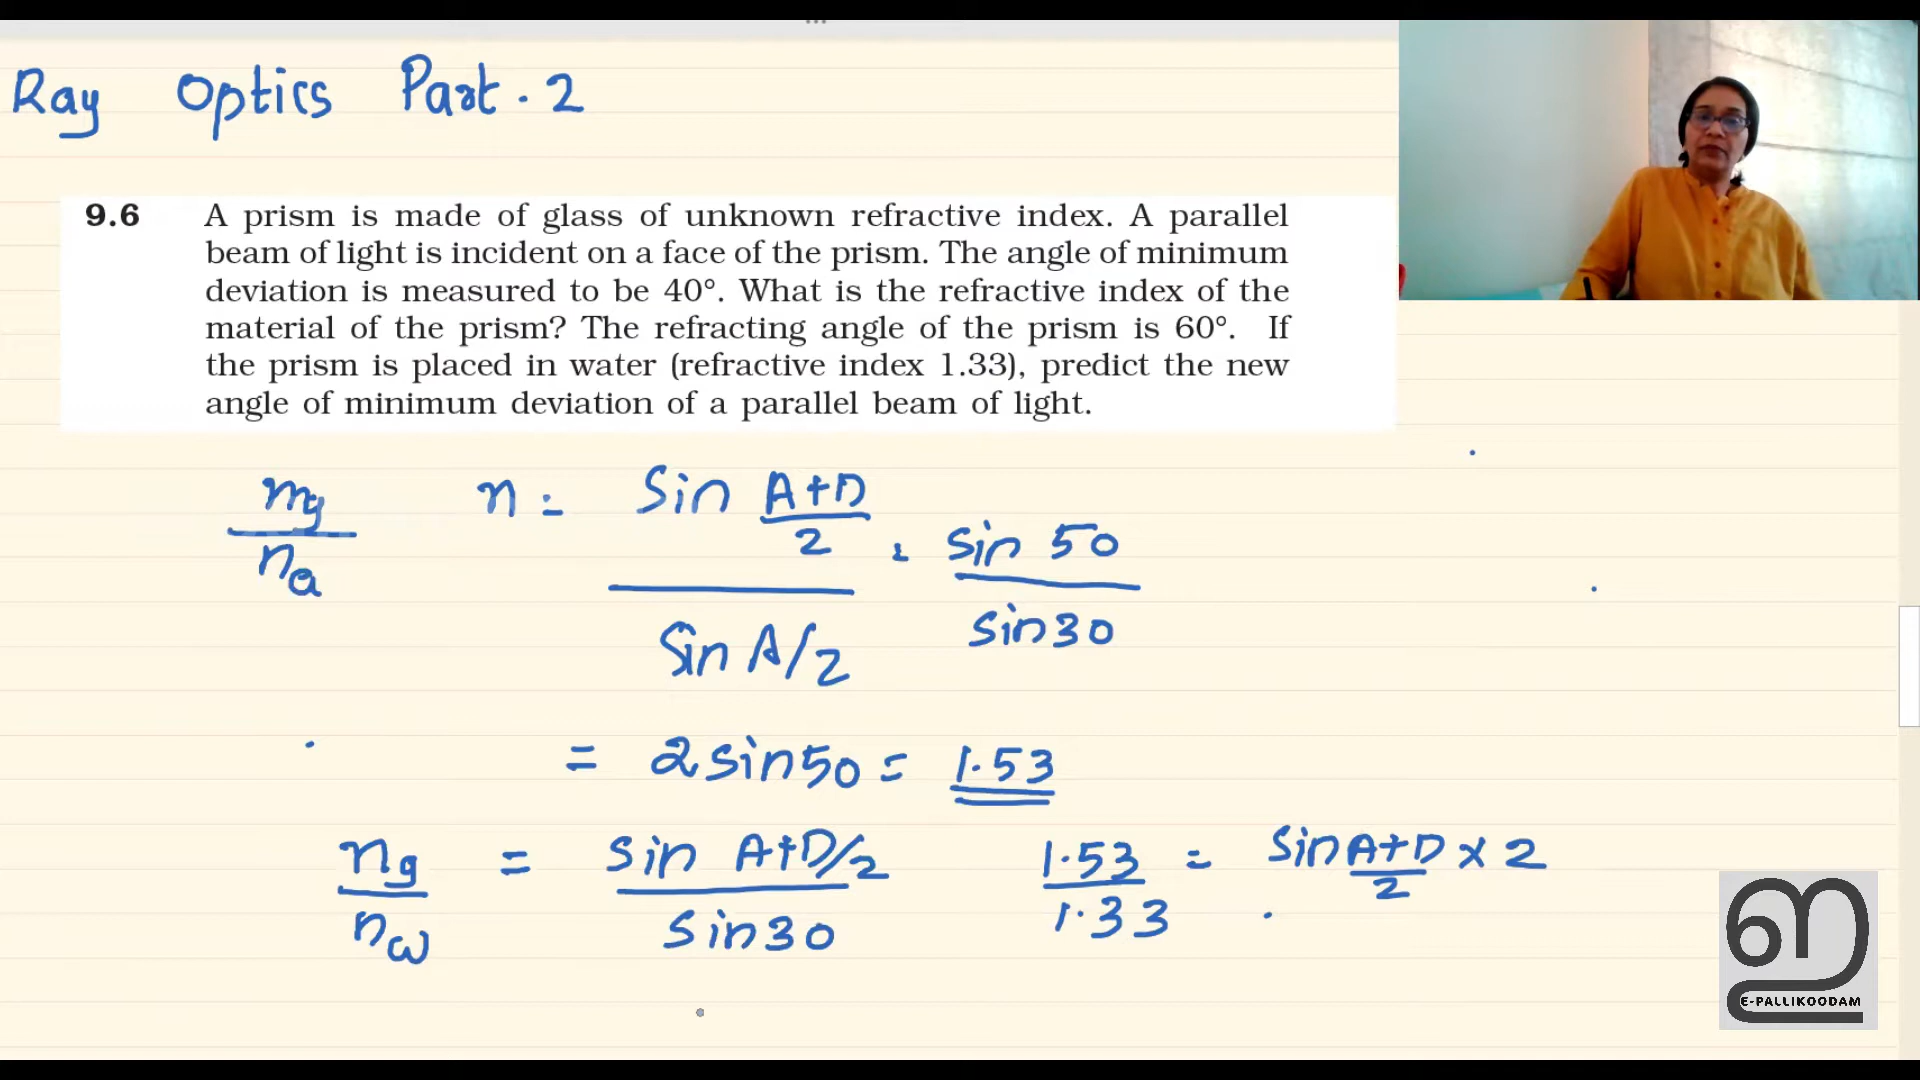 Ray Optics Part. 2
9.6 A prism is made of glass of unknown refractive index. A parallel
beam of light is incident on a face of the prism. The angle of minimum
deviation is measured to be 40°. What is the refractive index of the
material of the prism? The refracting angle of the prism is 60°. If
the prism is placed in water (refractive index 1.33), predict the new
angle of minimum deviation of a parallel beam of light.
ng/na n = Sin A+D/2 / Sin A/2 = Sin 50 / Sin30
= 2Sin50 = 1.53
ng/nw = Sin A+D/2 / Sin30 1.53/1.33 = Sin A+D/2 × 2
ഈ
E-PALLIKOODAM